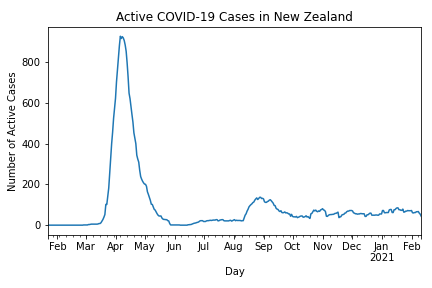 Active COVID-19 Cases in New Zealand
Number of Active Cases
800
600
400
200
0
Feb Mar Apr May Jun Jul Aug Sep Oct Nov Dec Jan Feb
2021
Day